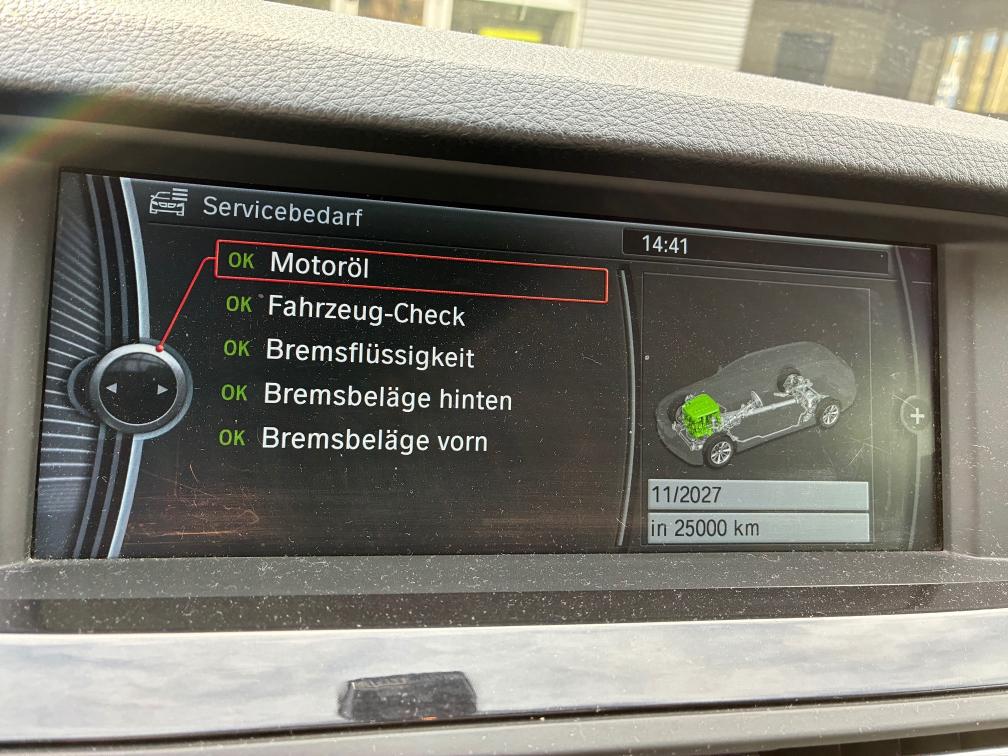 Servicebedarf
14:41
OK Motoröl
OK Fahrzeug-Check
OK Bremsflüssigkeit
OK Bremsbeläge hinten
OK Bremsbeläge vorn
11/2027
in 25000 km